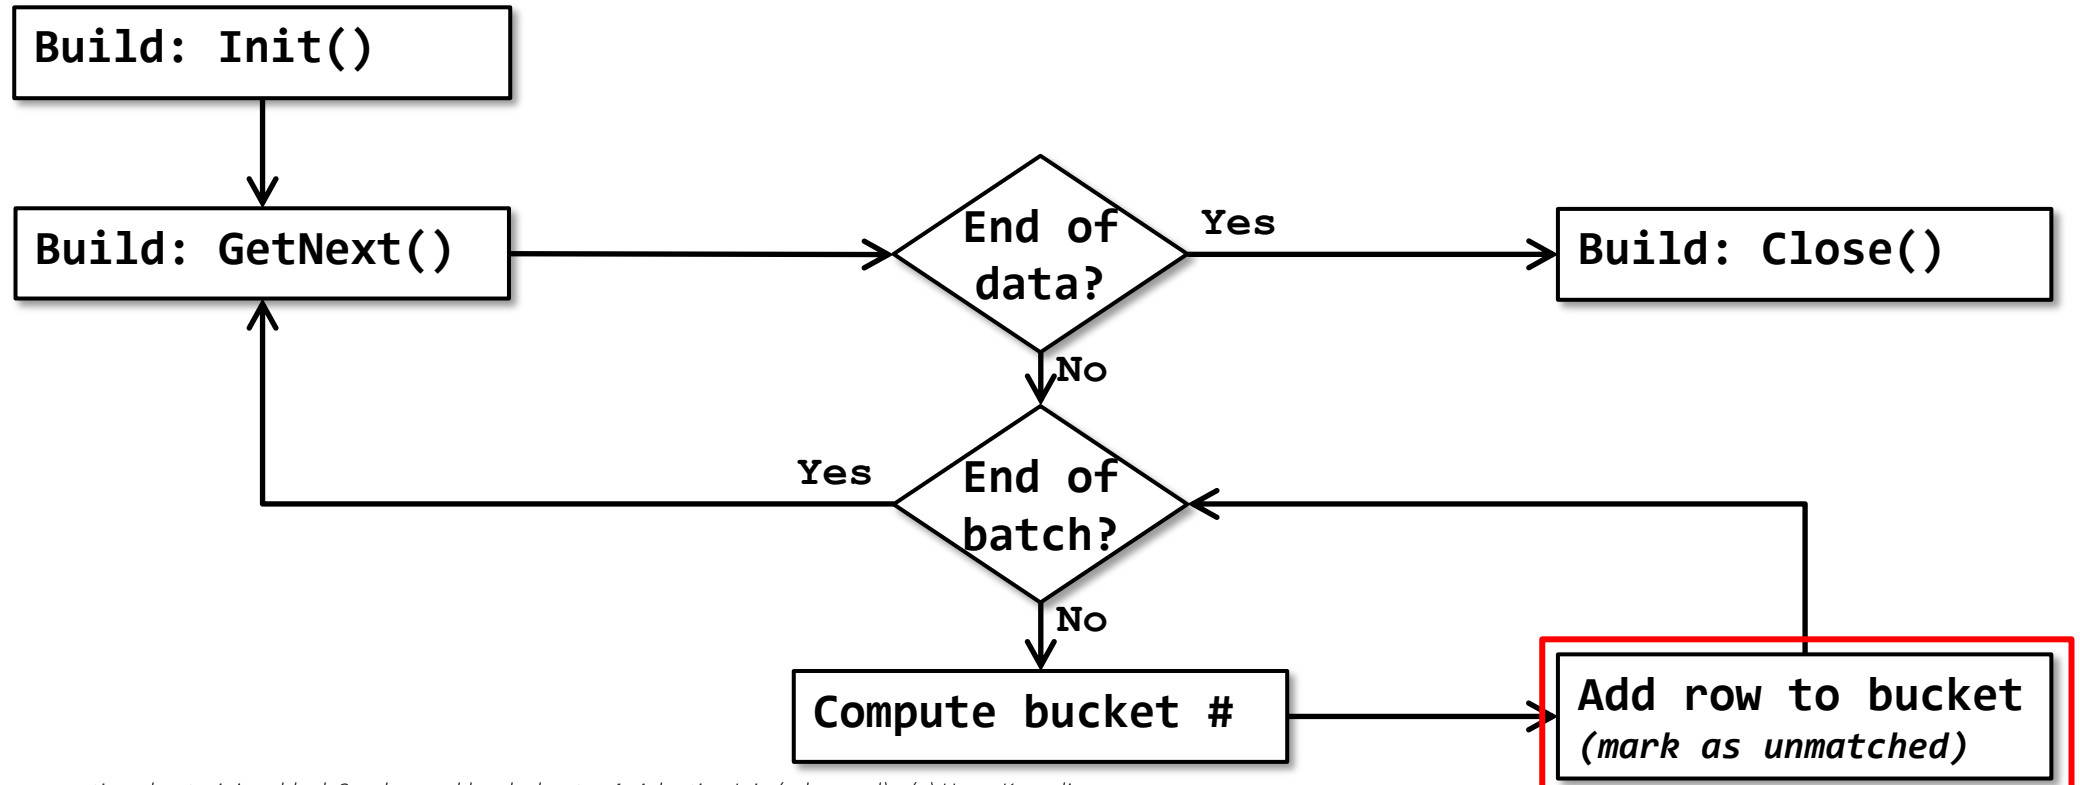 Build: Init()
Build: GetNext()
End of
data?
Yes
Build: Close()
No
End of
batch?
Yes
No
Compute bucket #
Add row to bucket
(mark as unmatched)